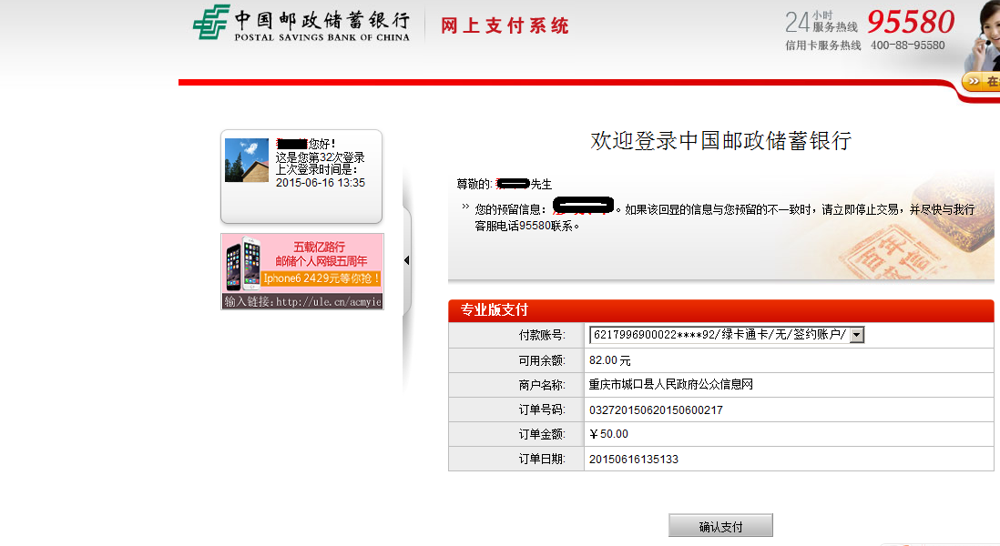 中国邮政储蓄银行
POSTAL SAVINGS BANK OF CHINA
网上支付系统
24小时服务热线 95580
信用卡服务热线 400-88-95580
在
您好！
这是您第32次登录
上次登录时间是：
2015-06-16 13:35
五载亿路行
邮储个人网银五周年
Iphone6 2429元等你抢！
输入链接：http://ule.cn/acmyie
欢迎登录中国邮政储蓄银行
尊敬的: 先生
您的预留信息： 。如果该回显的信息与您预留的不一致时，请立即停止交易，并尽快与我行
客服电话95580联系。
专业版支付
付款账号: 6217996900022****92/绿卡通卡/无/签约账户/
可用余额: 82.00 元
商户名称: 重庆市城口县人民政府公众信息网
订单号码: 032720150620150600217
订单金额: ￥50.00
订单日期: 20150616135133
确认支付